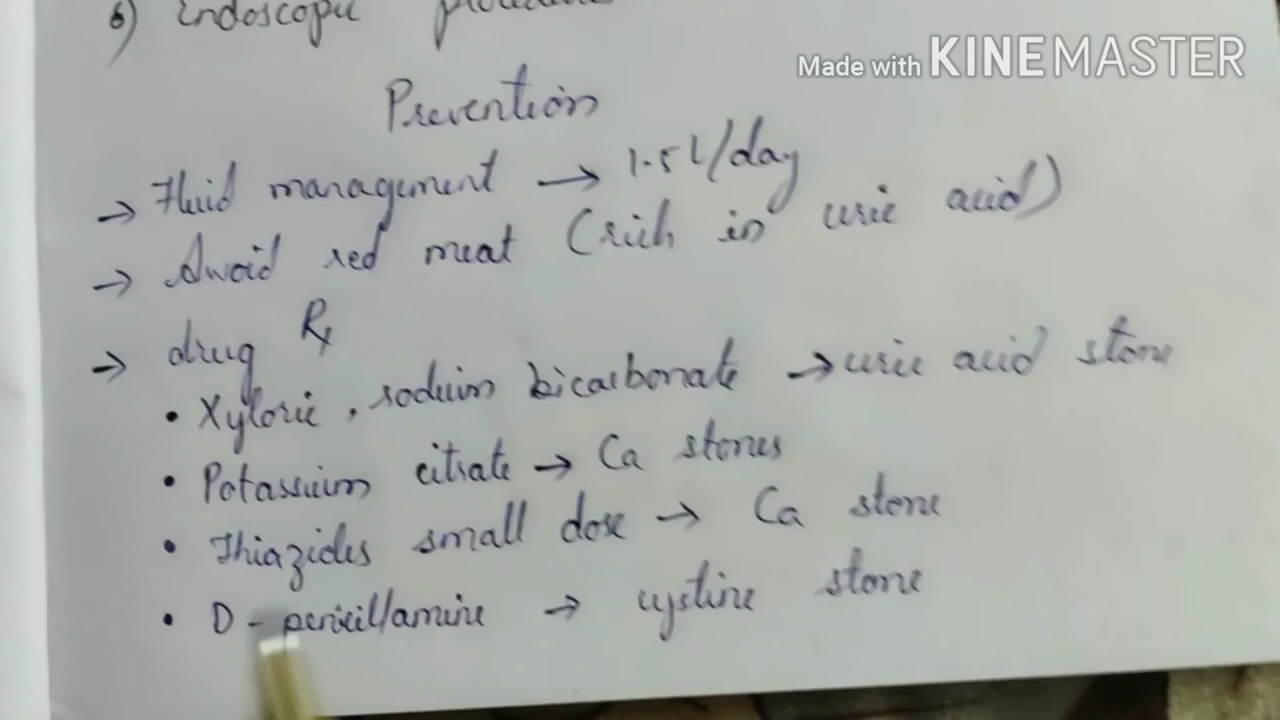 6) Endoscopic
Made with KINEMASTER
Prevention
→ Fluid management → 1.5 L/day
→ Avoid red meat (rich in uric acid)
→ drug Rx
• Xyloric, sodium bicarbonate → uric acid stone
• Potassium citrate → Ca stones
• Thiazides small dose → Ca stone
• D-penicillamine → cystine stone